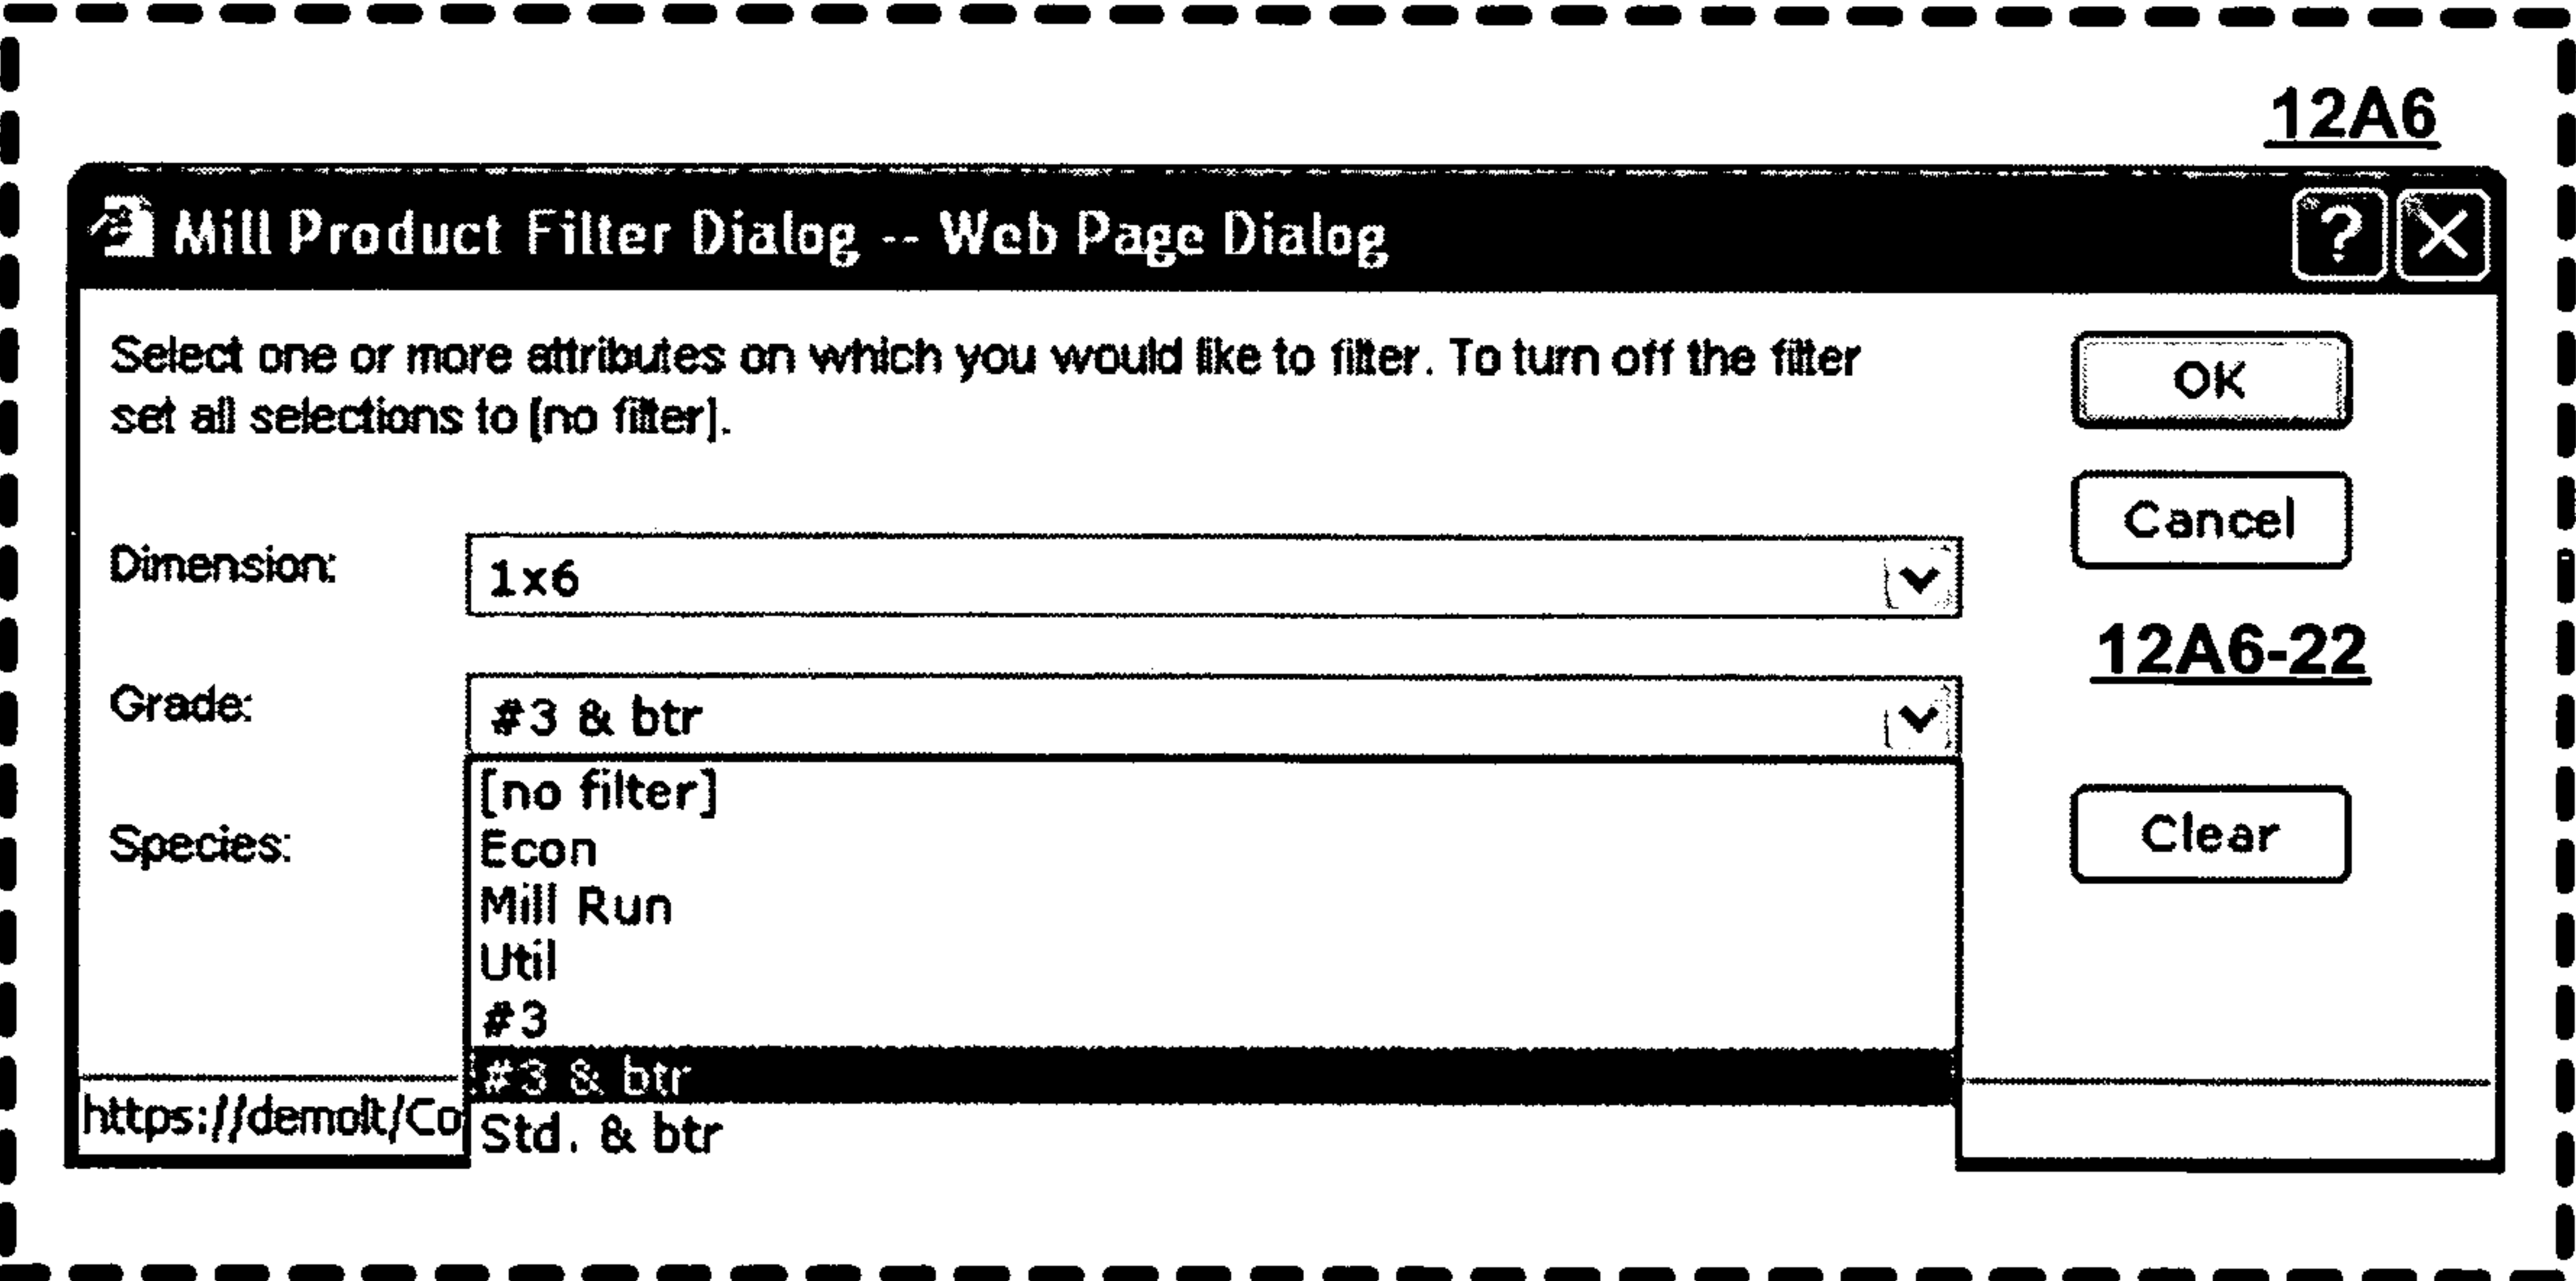 12A6
Mill Product Filter Dialog -- Web Page Dialog
? X
Select one or more attributes on which you would like to filter. To turn off the filter
set all selections to [no filter].
OK
Cancel
Dimension: 1x6
12A6-22
Grade: #3 & btr
[no filter]
Species:
Econ
Clear
Mill Run
Util
#3
#3 & btr
https://demolt/Co
Std. & btr